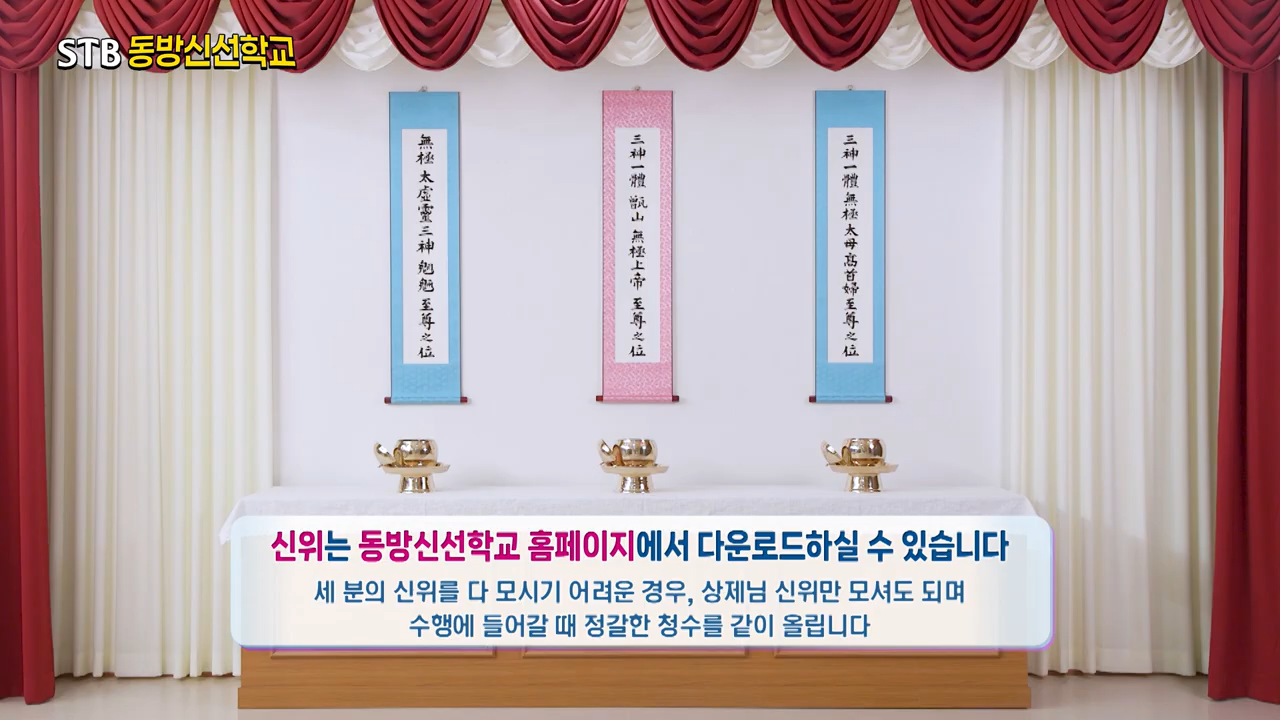 STB 동방신선학교
無極 太虛靈 三神 魩魎 至尊之位
三神一體 甑山 無極上帝 至尊之位
三神一體 無極太母高首婦至尊之位
신위는 동방신선학교 홈페이지에서 다운로드하실 수 있습니다
세 분의 신위를 다 모시기 어려운 경우, 상제님 신위만 모셔도 되며
수행에 들어갈 때 정갈한 청수를 같이 올립니다